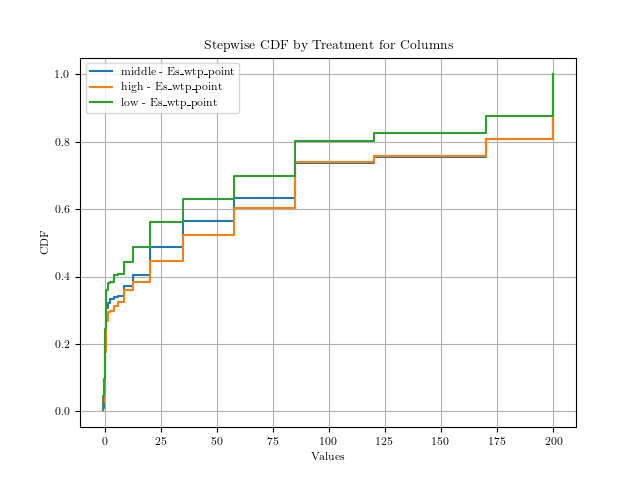 Stepwise CDF by Treatment for Columns
middle - Es_wtp_point
high - Es_wtp_point
low - Es_wtp_point
CDF
1.0
0.8
0.6
0.4
0.2
0.0
0 25 50 75 100 125 150 175 200
Values